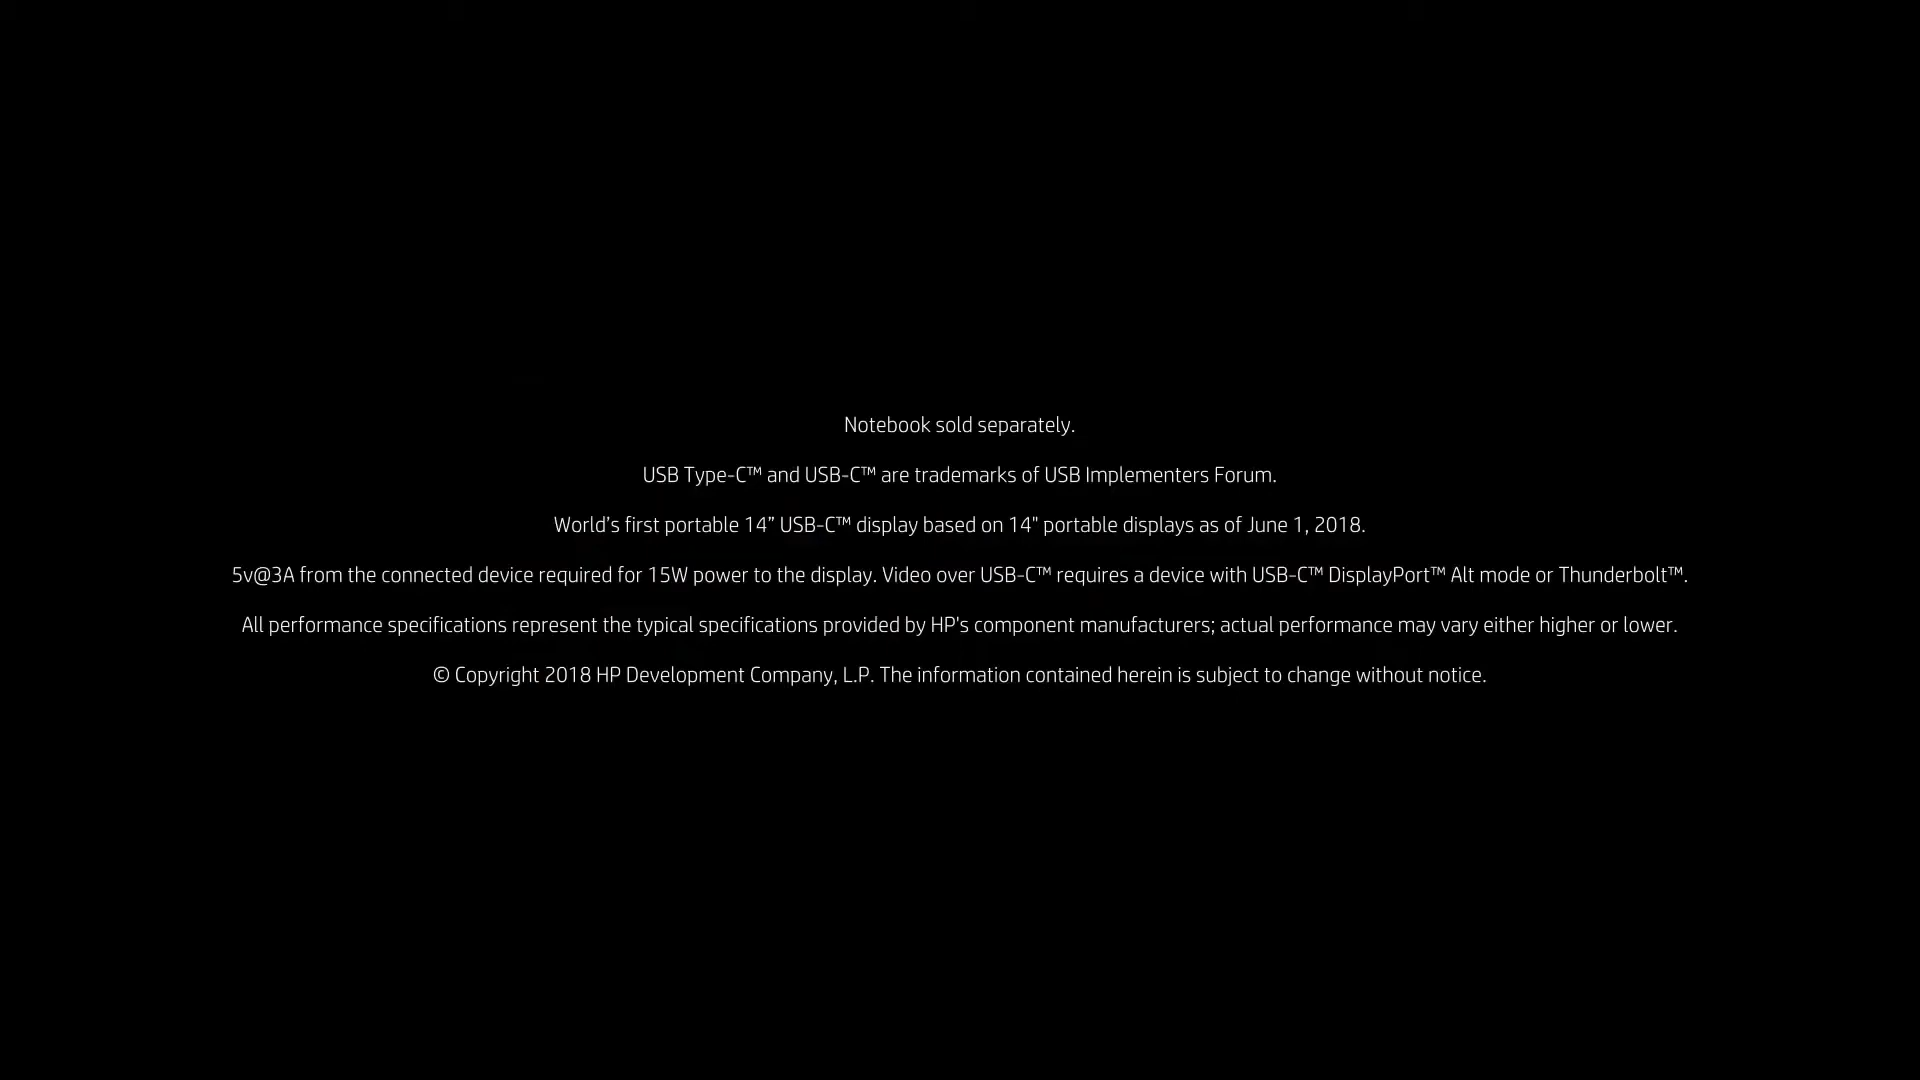 Notebook sold separately.
USB Type-C™ and USB-C™ are trademarks of USB Implementers Forum.
World’s first portable 14” USB-C™ display based on 14" portable displays as of June 1, 2018.
5v@3A from the connected device required for 15W power to the display. Video over USB-C™ requires a device with USB-C™ DisplayPort™ Alt mode or Thunderbolt™.
All performance specifications represent the typical specifications provided by HP's component manufacturers; actual performance may vary either higher or lower.
© Copyright 2018 HP Development Company, L.P. The information contained herein is subject to change without notice.